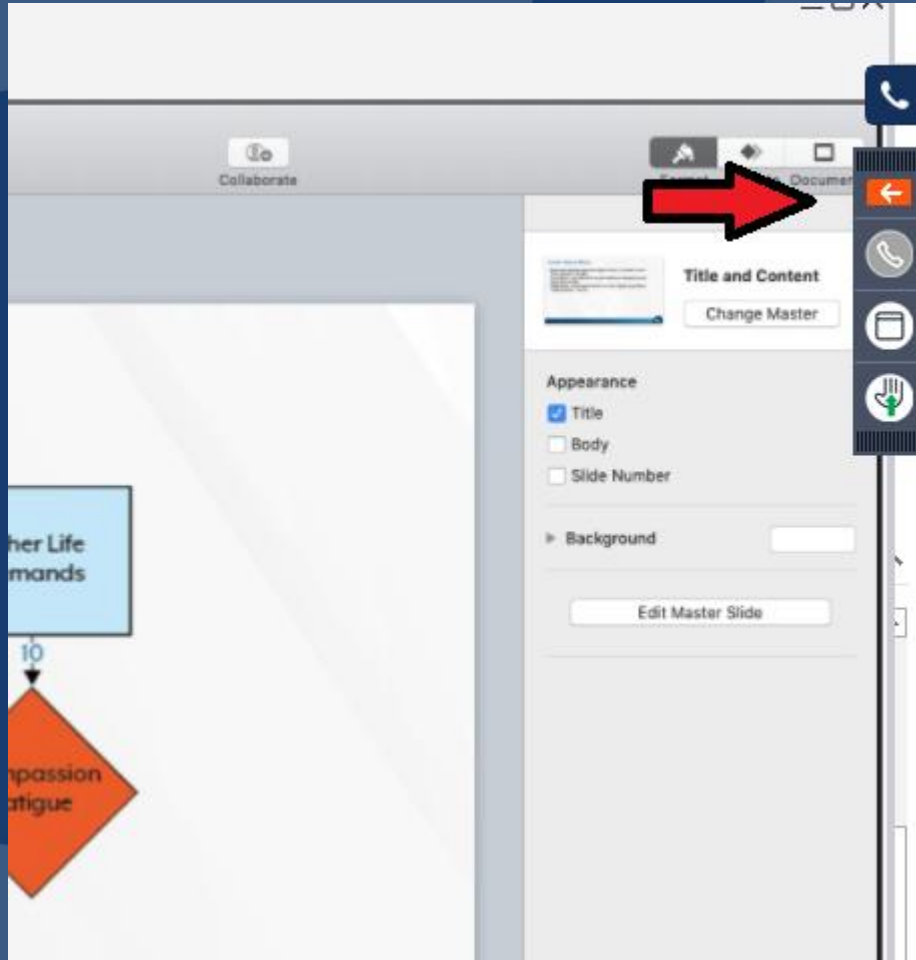 Collaborate
Format
Document
Title and Content
Change Master
Appearance
Title
Body
Slide Number
Background
Edit Master Slide
her Life
mands
10
mpassion
atigue